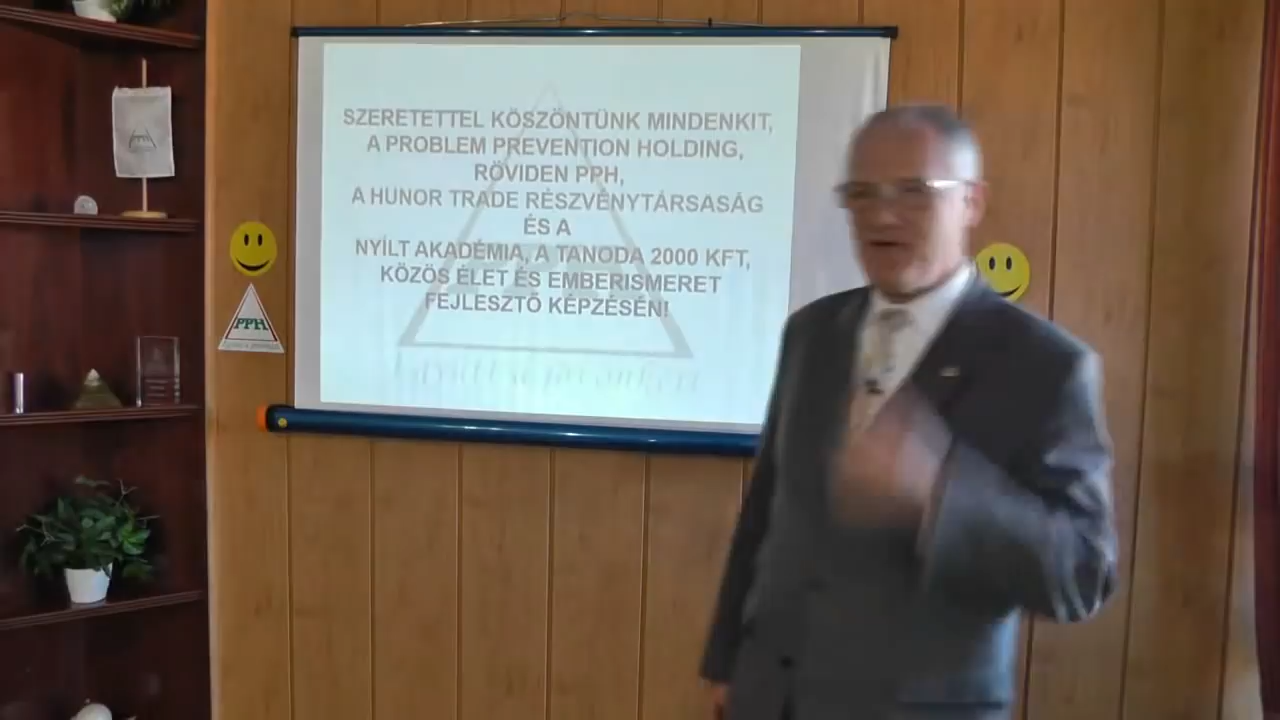 SZERETETTEL KÖSZÖNTÜNK MINDENKIT,
A PROBLEM PREVENTION HOLDING,
RÖVIDEN PPH,
A HUNOR TRADE RÉSZVÉNYTÁRSASÁG
ÉS A
NYÍLT AKADÉMIA, A TANODA 2000 KFT,
KÖZÖS ÉLET ÉS EMBERISMERET
FEJLESZTŐ KÉPZÉSÉN!
PPH